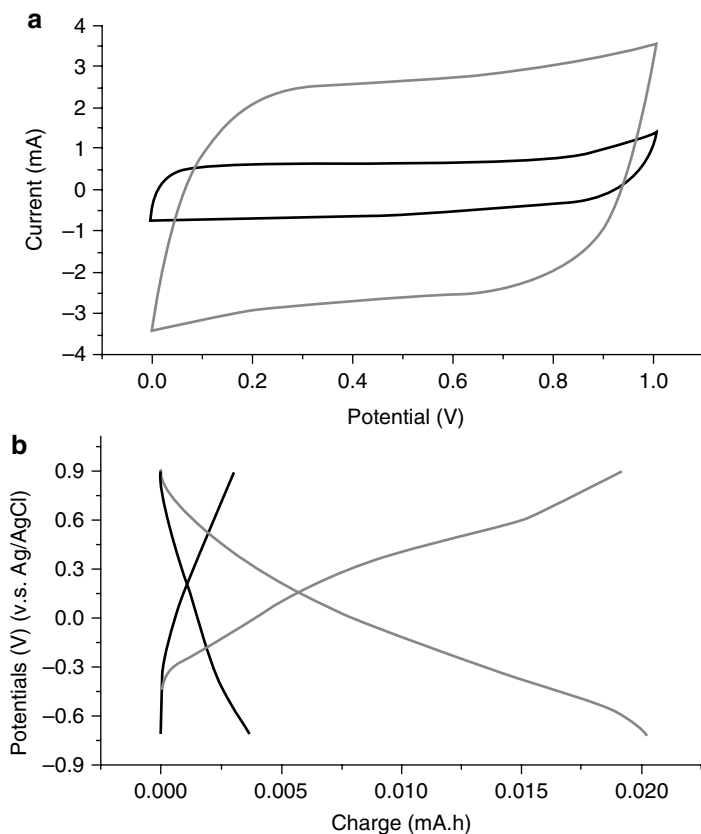 a
4
3
2
1
0
−1
−2
−3
−4
Current (mA)
0.0 0.2 0.4 0.6 0.8 1.0
Potential (V)
b
0.9
0.6
0.3
0.0
−0.3
−0.6
−0.9
Potentials (V) (v.s. Ag/AgCl)
0.000 0.005 0.010 0.015 0.020
Charge (mA.h)